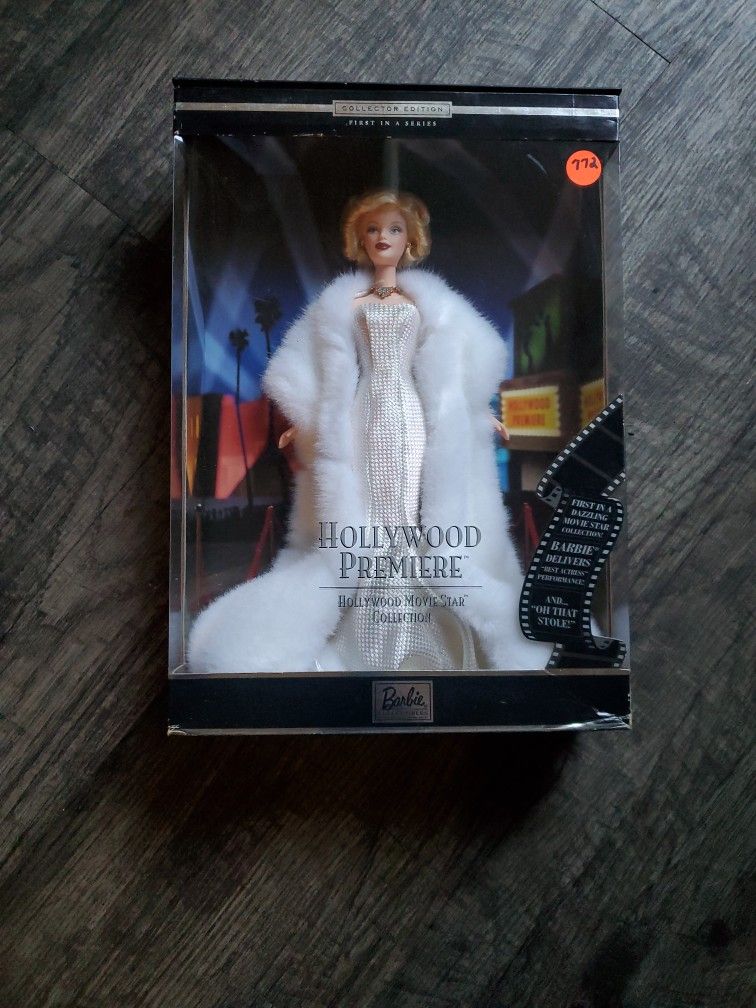 COLLECTOR EDITION
FIRST IN A SERIES
772
HOLLYWOOD
PREMIERE
FIRST IN A
DAZZLING
MOVIE STAR
COLLECTION!
BARBIE®
DELIVERS
"BEST ACTRESS"
PERFORMANCE!
AND...
"OH THAT
STOLE!"
HOLLYWOOD
PREMIERE™
HOLLYWOOD MOVIE STAR™
COLLECTION
Barbie